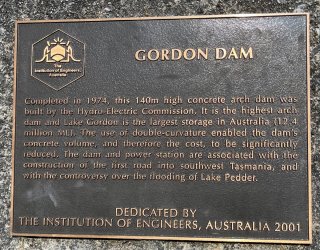 Institution of Engineers,
Australia
GORDON DAM
Completed in 1974, this 140m high concrete arch dam was
built by the Hydro-Electric Commission. It is the highest arch
dam and Lake Gordon is the largest storage in Australia (12.4
million ML). The use of double-curvature enabled the dam's
concrete volume, and therefore the cost, to be significantly
reduced. The dam and power station are associated with the
construction of the first road into southwest Tasmania, and
with the controversy over the flooding of Lake Pedder.
DEDICATED BY
THE INSTITUTION OF ENGINEERS, AUSTRALIA 2001